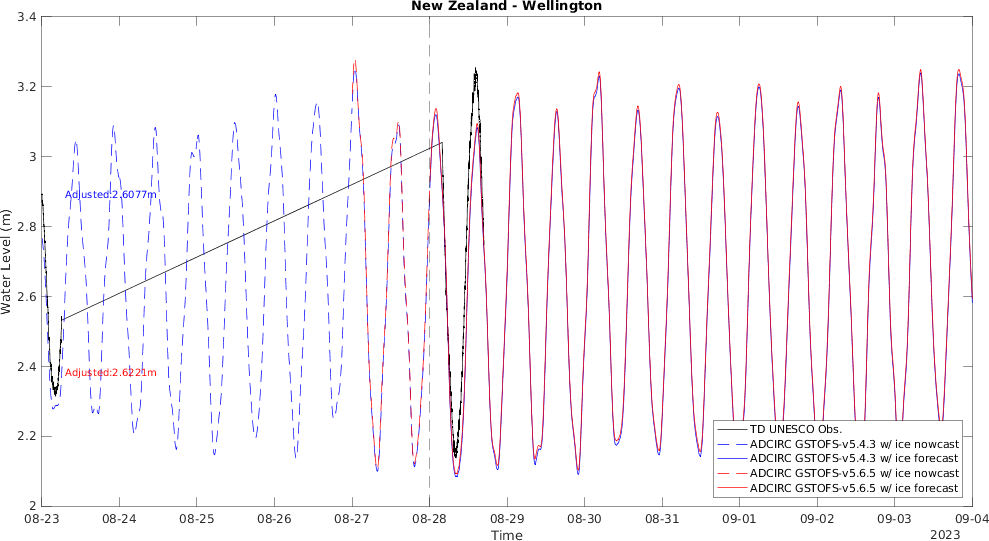 New Zealand - Wellington
3.4
3.2
3
2.8
2.6
2.4
2.2
2
Water Level (m)
Adjusted:2.6077m
Adjusted:2.6221m
TD UNESCO Obs.
ADCIRC GSTOFS-v5.4.3 w/ ice nowcast
ADCIRC GSTOFS-v5.4.3 w/ ice forecast
ADCIRC GSTOFS-v5.6.5 w/ ice nowcast
ADCIRC GSTOFS-v5.6.5 w/ ice forecast
08-23 08-24 08-25 08-26 08-27 08-28 08-29 08-30 08-31 09-01 09-02 09-03 09-04
Time
2023